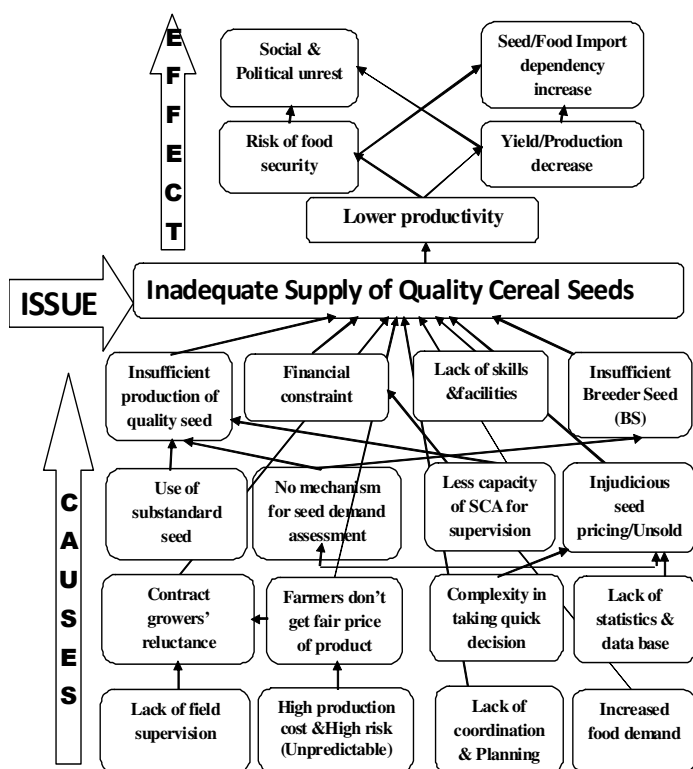 EFFECT
Social &
Political unrest
Seed/Food Import
dependency
increase
Risk of food
security
Yield/Production
decrease
Lower productivity
ISSUE
Inadequate Supply of Quality Cereal Seeds
CAUSES
Insufficient
production of
quality seed
Financial
constraint
Lack of skills
&facilities
Insufficient
Breeder Seed
(BS)
Use of
substandard
seed
No mechanism
for seed demand
assessment
Less capacity
of SCA for
supervision
Injudicious
seed
pricing/Unsold
Contract
growers’
reluctance
Farmers don’t
get fair price
of product
Complexity in
taking quick
decision
Lack of
statistics &
data base
Lack of field
supervision
High production
cost &High risk
(Unpredictable)
Lack of
coordination
& Planning
Increased
food demand